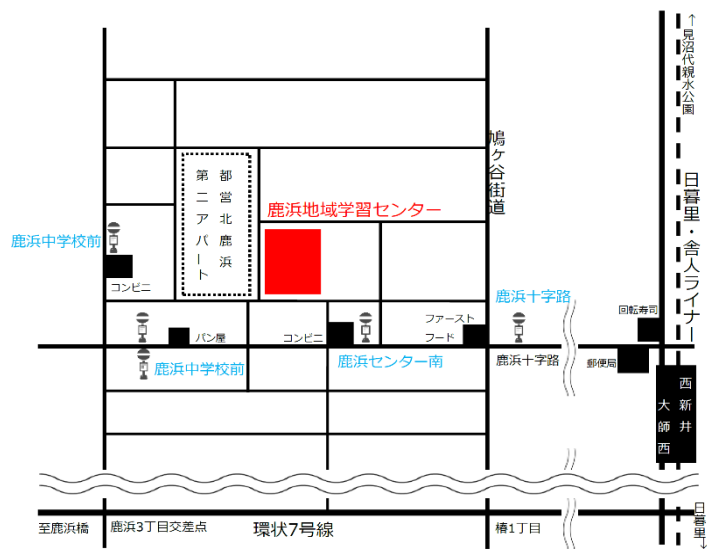 ↑見沼代親水公園
鳩ヶ谷街道
都営北鹿浜
第二アパート
鹿浜地域学習センター
日暮里・舎人ライナー
鹿浜中学校前
コンビニ
鹿浜十字路
回転寿司
ファースト
フード
パン屋
コンビニ
鹿浜センター南
鹿浜十字路
郵便局
鹿浜中学校前
西新井
大師西
至鹿浜橋
鹿浜3丁目交差点
環状7号線
椿1丁目
日暮里↓